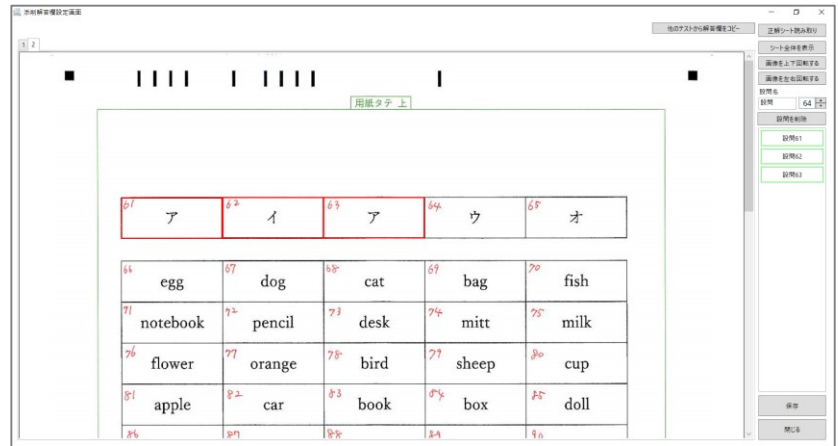 添削解答欄設定画面
他のテストから解答欄をコピー
正解シート読み取り
1 2
シート全体を表示
画像を上下回転する
画像を左右回転する
設問名
設問 64
設問を削除
設問61
設問62
設問63
用紙タテ 上
61 ア 62 イ 63 ア 64 ウ 65 オ
66 egg 67 dog 68 cat 69 bag 70 fish
71 notebook 72 pencil 73 desk 74 mitt 75 milk
76 flower 77 orange 78 bird 79 sheep 80 cup
81 apple 82 car 83 book 84 box 85 doll
86 87 88 89 90
保存
閉じる